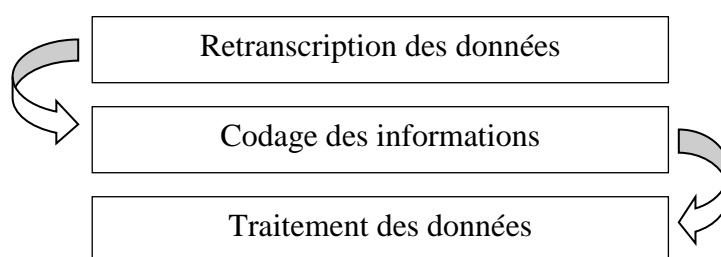 Retranscription des données
Codage des informations
Traitement des données